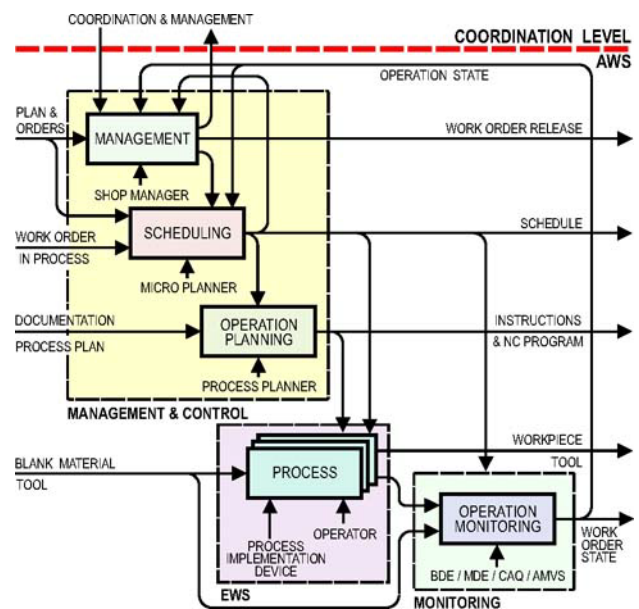 COORDINATION & MANAGEMENT
COORDINATION LEVEL
AWS
OPERATION STATE
PLAN &
ORDERS
MANAGEMENT
WORK ORDER RELEASE
SHOP MANAGER
SCHEDULING
SCHEDULE
WORK ORDER
IN PROCESS
MICRO PLANNER
DOCUMENTATION
PROCESS PLAN
OPERATION
PLANNING
INSTRUCTIONS
& NC PROGRAM
PROCESS PLANNER
MANAGEMENT & CONTROL
WORKPIECE
TOOL
BLANK MATERIAL
TOOL
PROCESS
OPERATION
MONITORING
OPERATOR
PROCESS
IMPLEMENTATION
DEVICE
WORK
ORDER
STATE
BDE / MDE / CAQ / AMVS
EWS
MONITORING